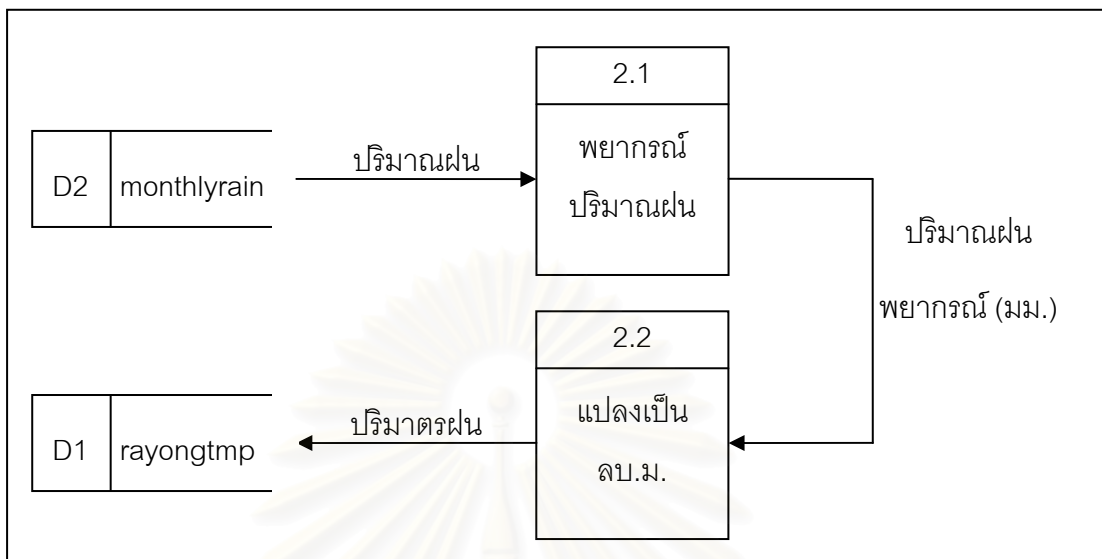 2.1
D2 monthlyrain
ปริมาณฝน
พยากรณ์
ปริมาณฝน
ปริมาณฝน
พยากรณ์ (มม.)
2.2
D1 rayongtmp
ปริมาตรฝน
แปลงเป็น
ลบ.ม.